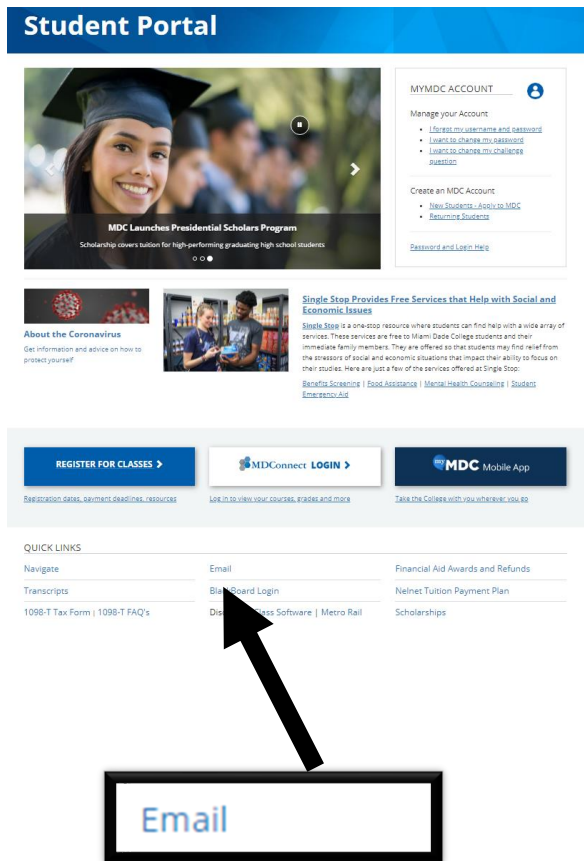 Student Portal
MDC Launches Presidential Scholars Program
Scholarship covers tuition for high-performing graduating high school students
MYMDC ACCOUNT
Manage your Account
I forgot my username and password
I want to change my password
I want to change my challenge
question
Create an MDC Account
New Students - Apply to MDC
Returning Students
Password and Login Help
About the Coronavirus
Get information and advice on how to
protect yourself
Single Stop Provides Free Services that Help with Social and
Economic Issues
Single Stop is a one-stop resource where students can find help with a wide array of
services. These services are free to Miami Dade College students and their
immediate family members. They are offered so that students may find relief from
the stressors of social and economic situations that impact their ability to focus on
their studies. Here are just a few of the services offered at Single Stop:
Benefits Screening | Food Assistance | Mental Health Counseling | Student
Emergency Aid
REGISTER FOR CLASSES
Registration dates, payment deadlines, resources
MDConnect LOGIN
Log in to view your courses, grades and more
my MDC Mobile App
Take the College with you wherever you go
QUICK LINKS
Navigate
Email
Financial Aid Awards and Refunds
Transcripts
Board Login
Nelnet Tuition Payment Plan
1098-T Tax Form | 1098-T FAQ's
Software | Metro Rail
Scholarships
Email